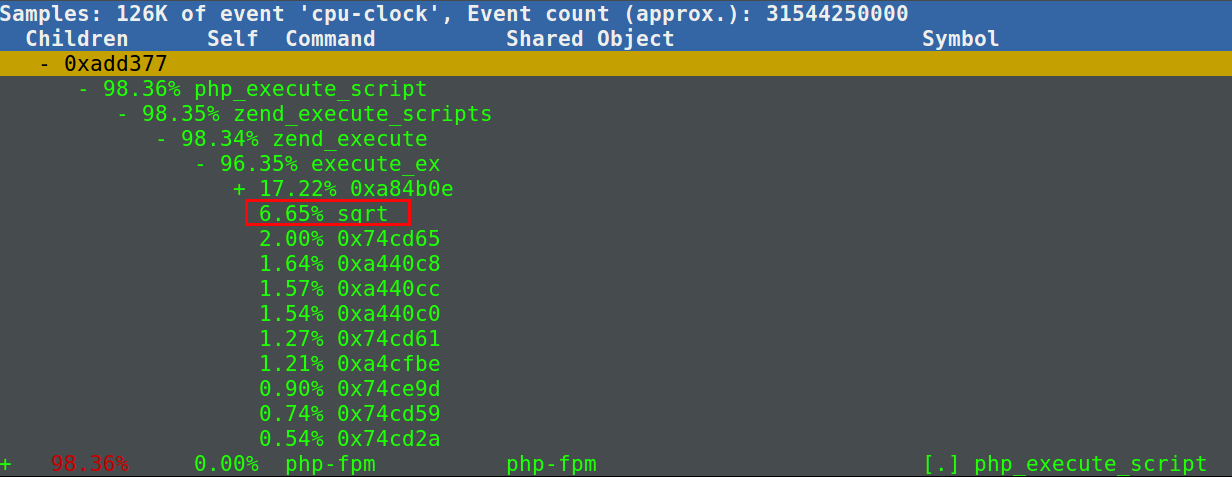 Samples: 126K of event 'cpu-clock', Event count (approx.): 31544250000
Children Self Command Shared Object Symbol
- 0xadd377
- 98.36% php_execute_script
- 98.35% zend_execute_scripts
- 98.34% zend_execute
- 96.35% execute_ex
+ 17.22% 0xa84b0e
6.65% sqrt
2.00% 0x74cd65
1.64% 0xa440c8
1.57% 0xa440cc
1.54% 0xa440c0
1.27% 0x74cd61
1.21% 0xa4cfbe
0.90% 0x74ce9d
0.74% 0x74cd59
0.54% 0x74cd2a
+ 98.36% 0.00% php-fpm php-fpm [.] php_execute_script